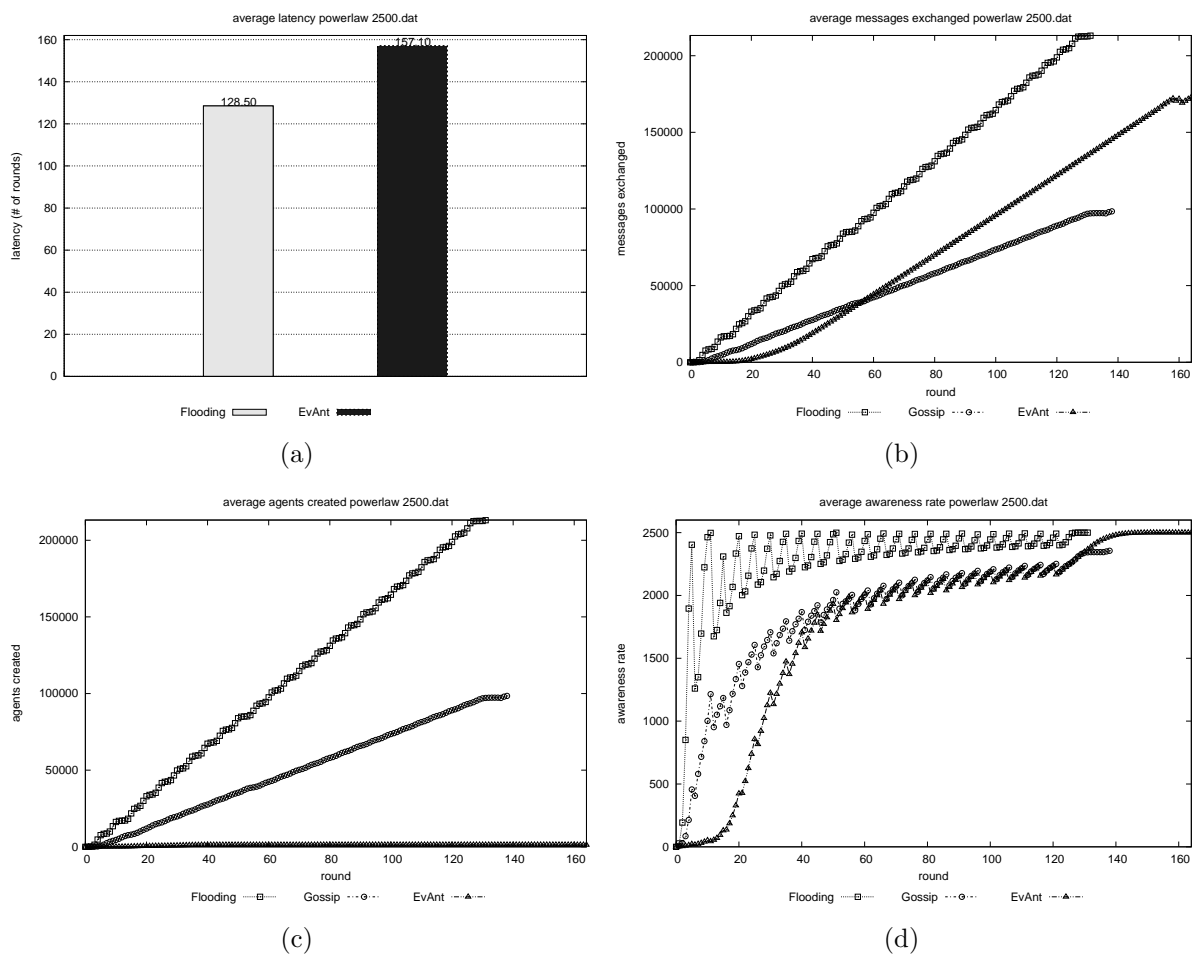 average latency powerlaw 2500.dat
160
140
120
100
80
60
40
20
0
latency (# of rounds)
128.50
157.10
Flooding
EvAnt
(a)
average messages exchanged powerlaw 2500.dat
200000
150000
100000
50000
0
messages exchanged
0 20 40 60 80 100 120 140 160
round
Flooding Gossip EvAnt
(b)
average agents created powerlaw 2500.dat
200000
150000
100000
50000
0
agents created
0 20 40 60 80 100 120 140 160
round
Flooding Gossip EvAnt
(c)
average awareness rate powerlaw 2500.dat
2500
2000
1500
1000
500
0
awareness rate
0 20 40 60 80 100 120 140 160
round
Flooding Gossip EvAnt
(d)